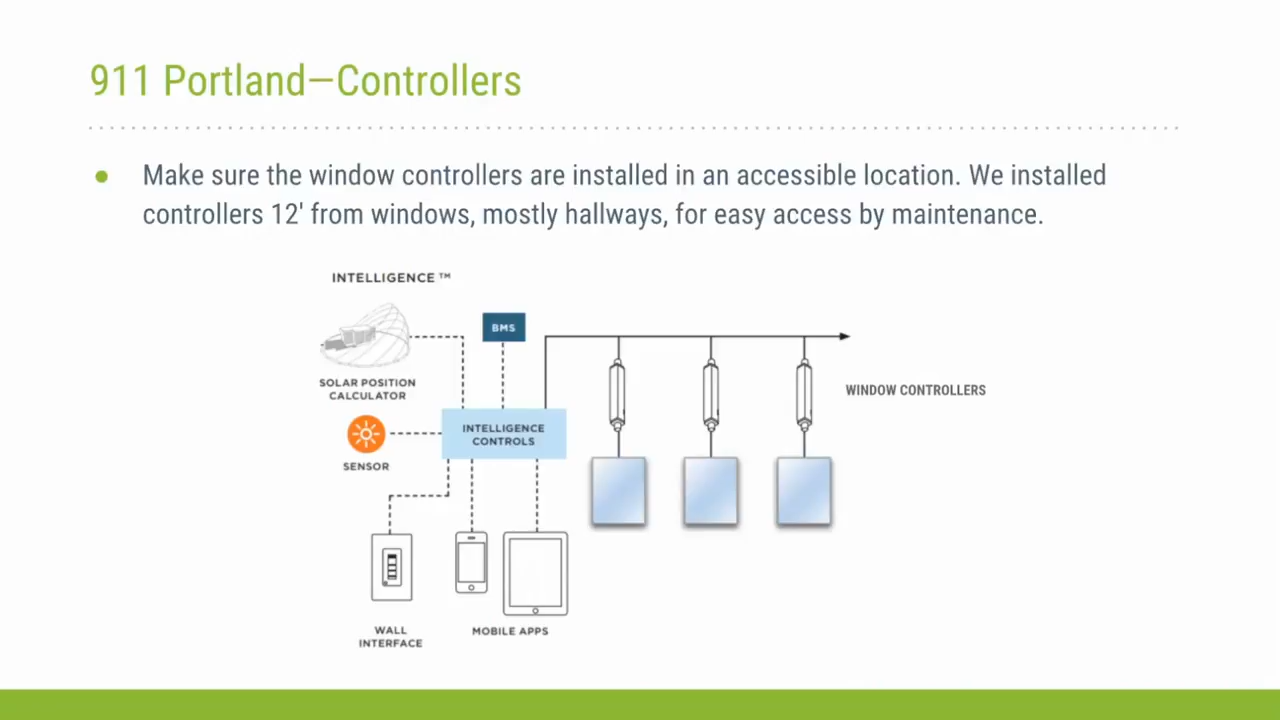 911 Portland—Controllers
● Make sure the window controllers are installed in an accessible location. We installed
controllers 12' from windows, mostly hallways, for easy access by maintenance.
INTELLIGENCE ™
BMS
SOLAR POSITION
CALCULATOR
WINDOW CONTROLLERS
INTELLIGENCE
CONTROLS
SENSOR
WALL
INTERFACE
MOBILE APPS